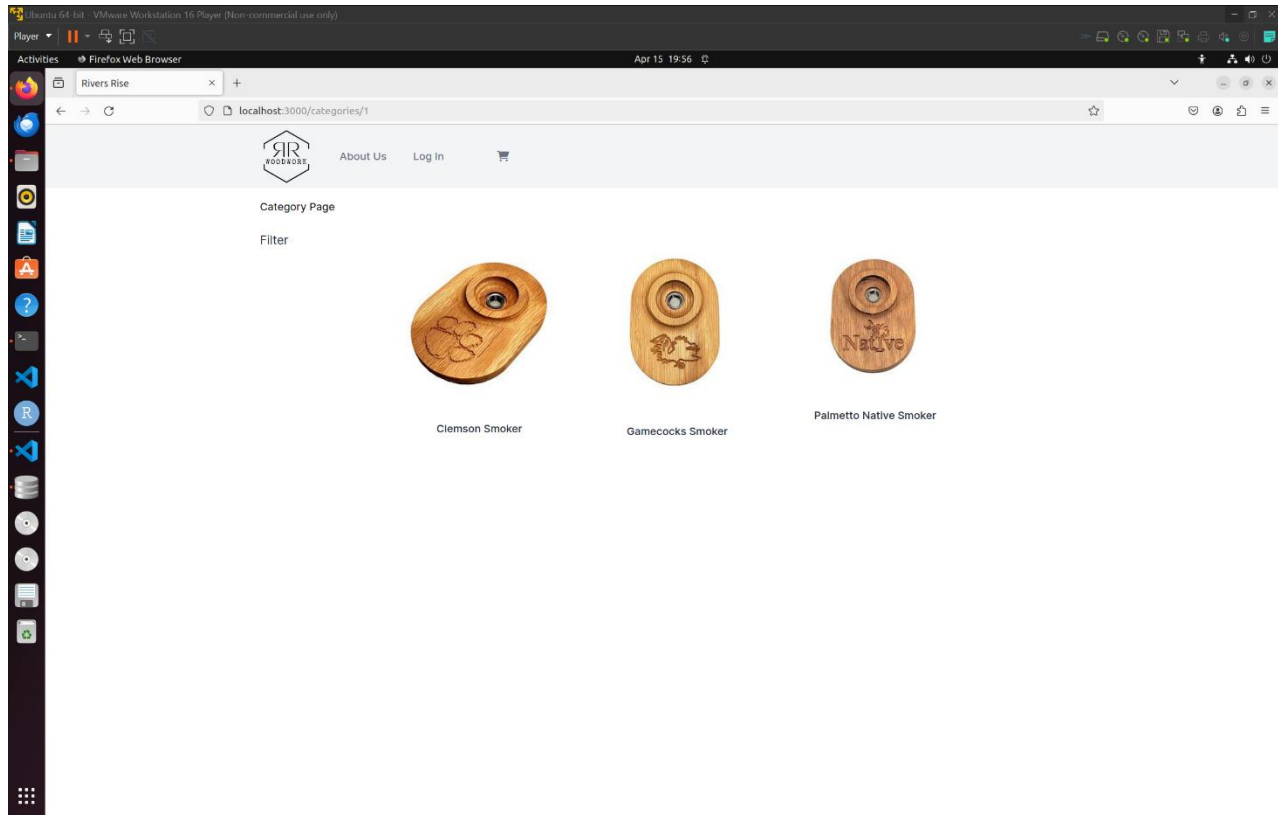 Ubuntu 64-bit - VMware Workstation 16 Player (Non-commercial use only)
Player
Activities Firefox Web Browser Apr 15 19:56
Rivers Rise
localhost:3000/categories/1
RR
WOODWORK
About Us Log In
Category Page
Filter
Native
Palmetto Native Smoker
Clemson Smoker
Gamecocks Smoker